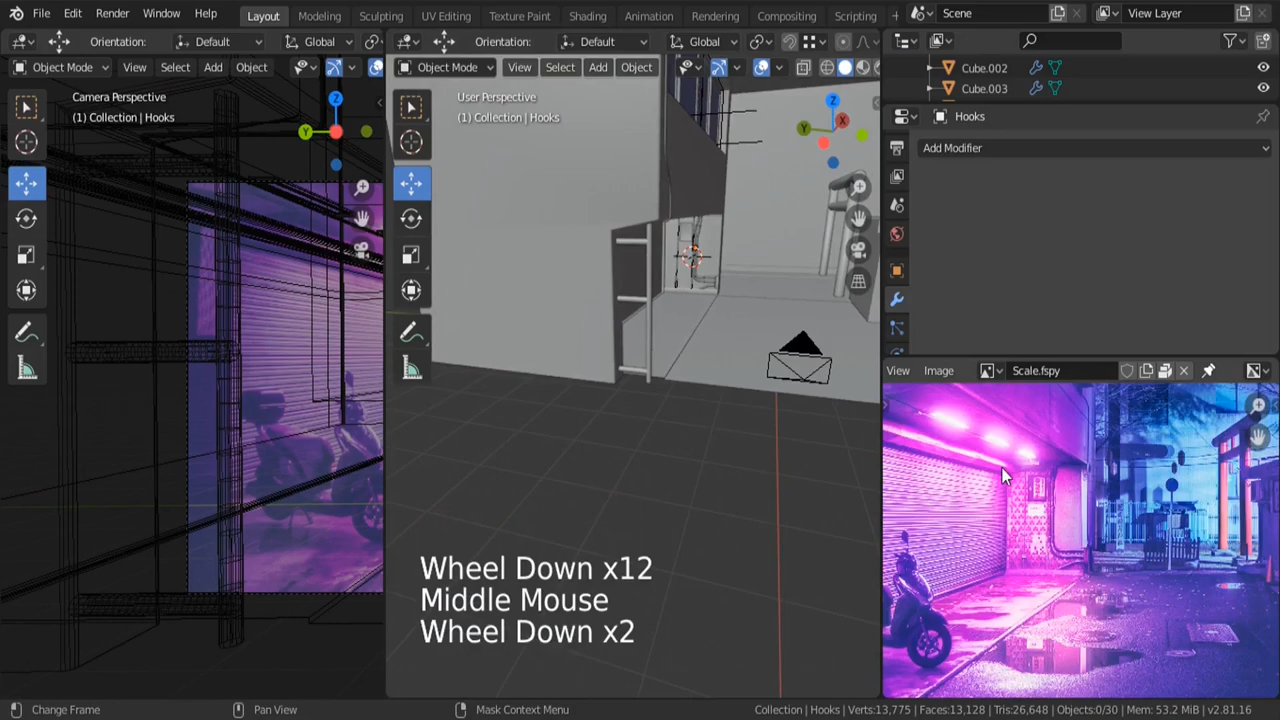 File Edit Render Window Help Layout Modeling Sculpting UV Editing Texture Paint Shading Animation Rendering Compositing Scripting + Scene View Layer
Orientation: Default Global Orientation: Default Global
Object Mode View Select Add Object Object Mode View Select Add Object
Cube.002
Cube.003
Camera Perspective
(1) Collection | Hooks
Z
Y
User Perspective
(1) Collection | Hooks
Z
Y
X
Hooks
Add Modifier
View Image Scale.fspy
Wheel Down x12
Middle Mouse
Wheel Down x2
Change Frame Pan View Mask Context Menu Collection | Hooks | Verts:13,775 | Faces:13,128 | Tris:26,648 | Objects:0/30 | Mem: 53.2 MiB | v2.81.16